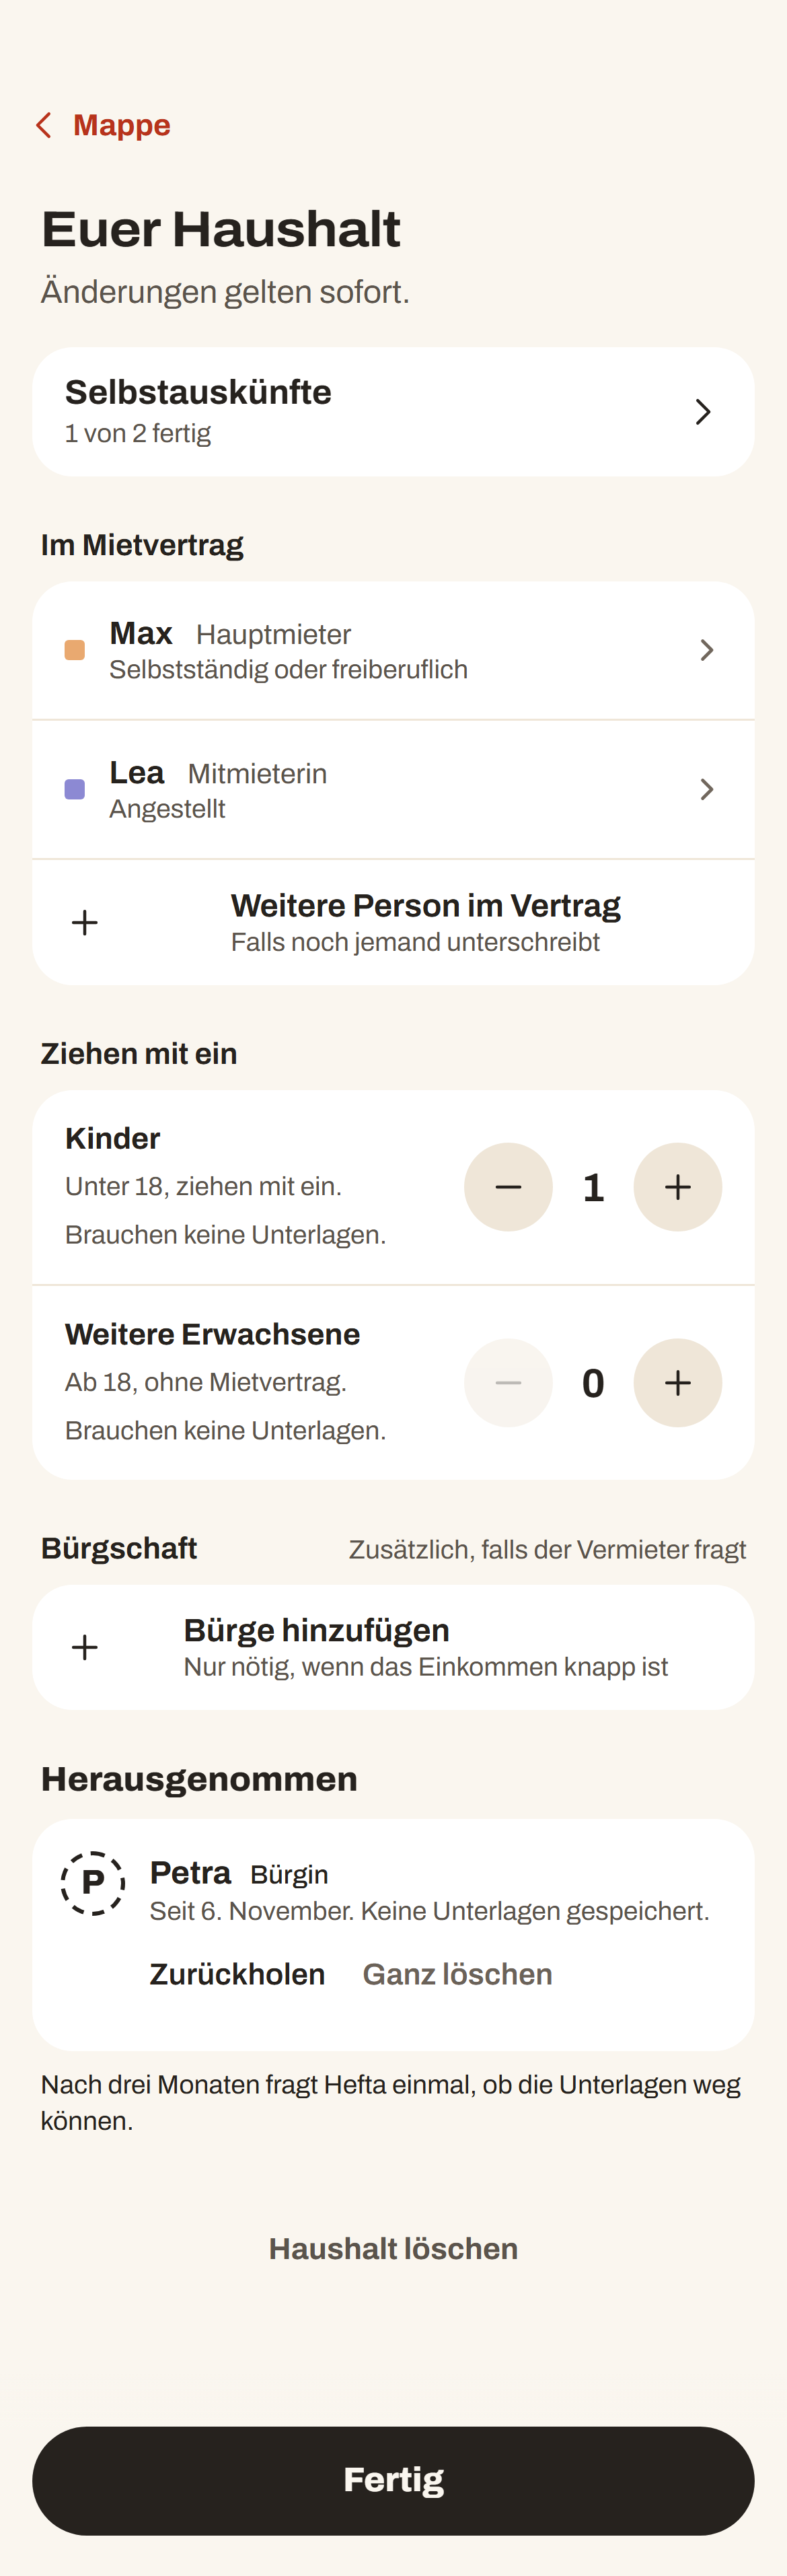 Mappe
Euer Haushalt
Änderungen gelten sofort.
Selbstauskünfte
1 von 2 fertig
Im Mietvertrag
Max Hauptmieter
Selbstständig oder freiberuflich
Lea Mitmieterin
Angestellt
Weitere Person im Vertrag
Falls noch jemand unterschreibt
Ziehen mit ein
Kinder
Unter 18, ziehen mit ein.
Brauchen keine Unterlagen.
1
Weitere Erwachsene
Ab 18, ohne Mietvertrag.
Brauchen keine Unterlagen.
0
Bürgschaft Zusätzlich, falls der Vermieter fragt
Bürge hinzufügen
Nur nötig, wenn das Einkommen knapp ist
Herausgenommen
P
Petra Bürgin
Seit 6. November. Keine Unterlagen gespeichert.
Zurückholen Ganz löschen
Nach drei Monaten fragt Hefta einmal, ob die Unterlagen weg
können.
Haushalt löschen
Fertig